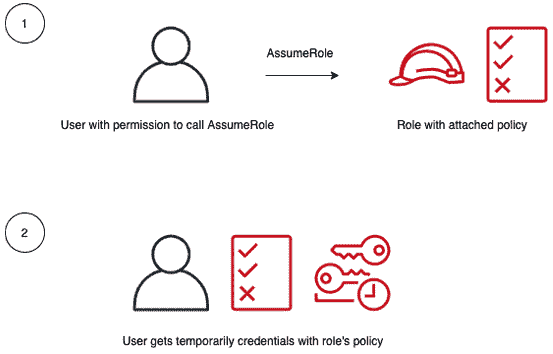 1
AssumeRole
User with permission to call AssumeRole
Role with attached policy
2
User gets temporarily credentials with role's policy